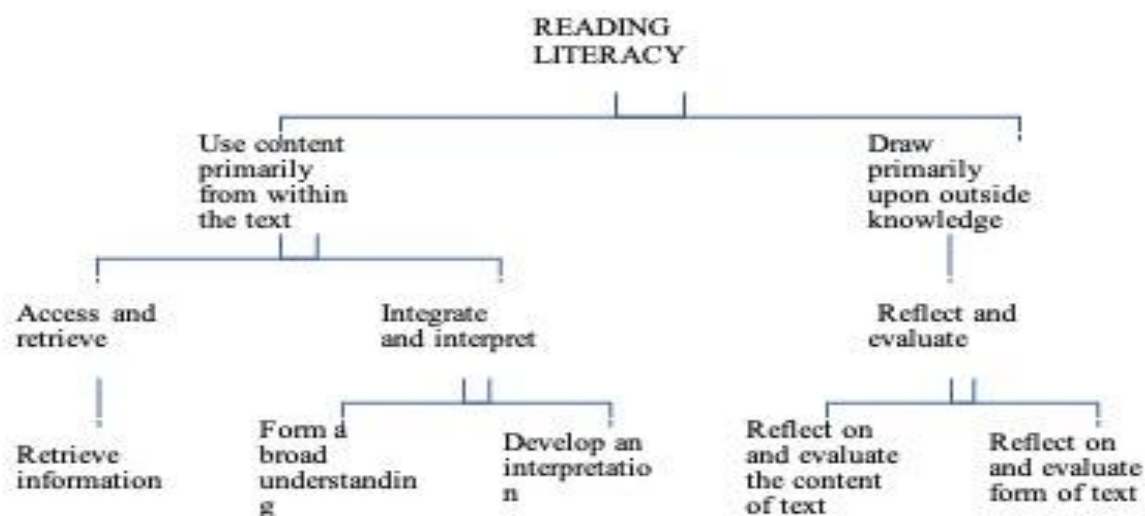 READING
LITERACY
Use content
primarily
from within
the text
Draw
primarily
upon outside
knowledge
Access and
retrieve
Integrate
and interpret
Reflect and
evaluate
Retrieve
information
Form a
broad
understandin
g
Develop an
interpretatio
n
Reflect on
and evaluate
the content
of text
Reflect on
and evaluate
form of text